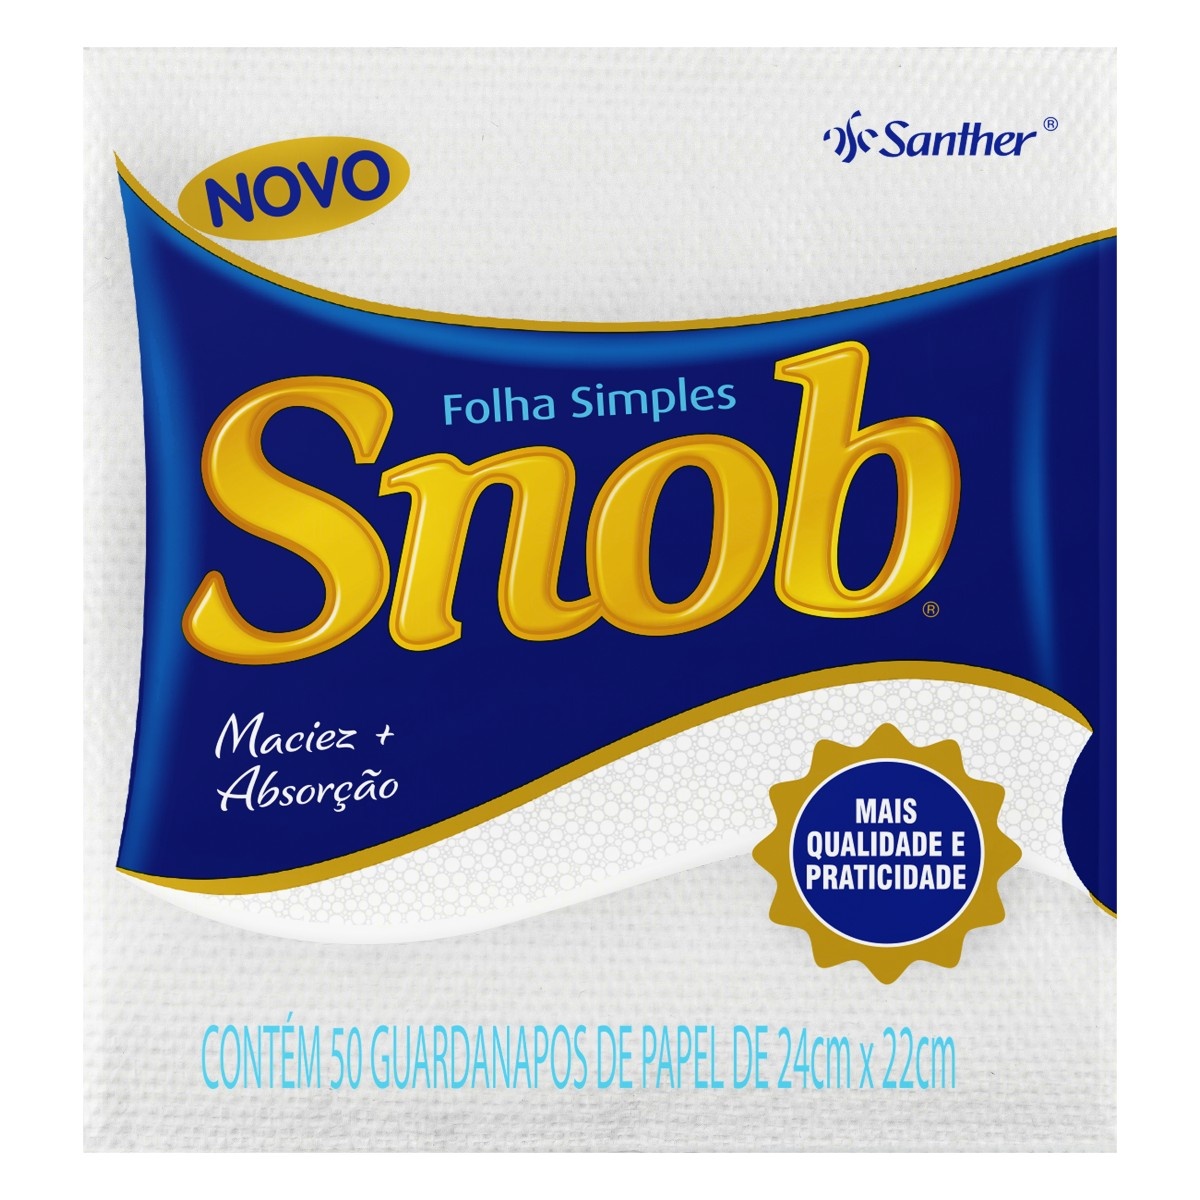 NOVO
Santher®
Folha Simples
Snob®
Maciez +
Absorção
MAIS
QUALIDADE E
PRATICIDADE
CONTÉM 50 GUARDANAPOS DE PAPEL DE 24cm x 22cm